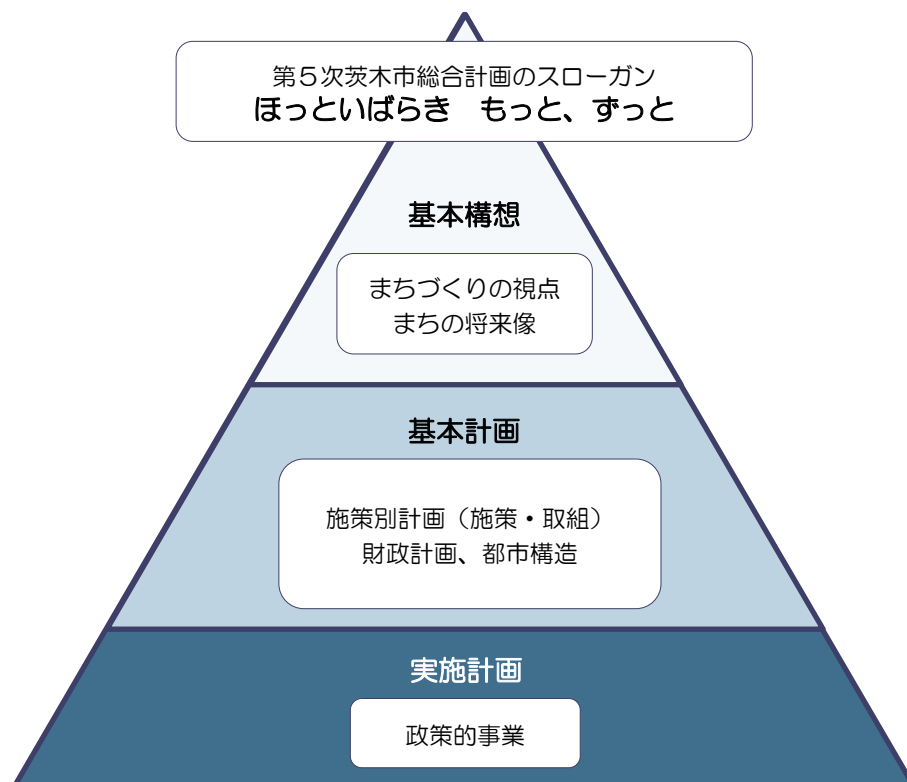 第５次茨木市総合計画のスローガン
ほっといばらき　もっと、ずっと
基本構想
まちづくりの視点
まちの将来像
基本計画
施策別計画（施策・取組）
財政計画、都市構造
実施計画
政策的事業